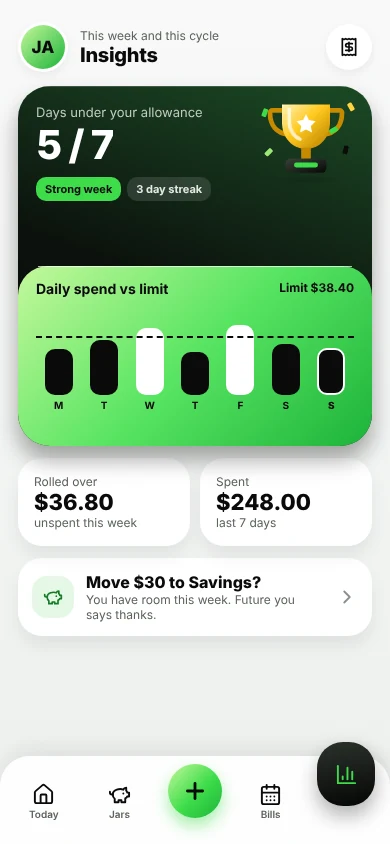 JA
This week and this cycle
Insights
Days under your allowance
5 / 7
Strong week
3 day streak
Daily spend vs limit
Limit $38.40
M T W T F S S
Rolled over
$36.80
unspent this week
Spent
$248.00
last 7 days
Move $30 to Savings?
You have room this week. Future you
says thanks.
Today
Jars
Bills